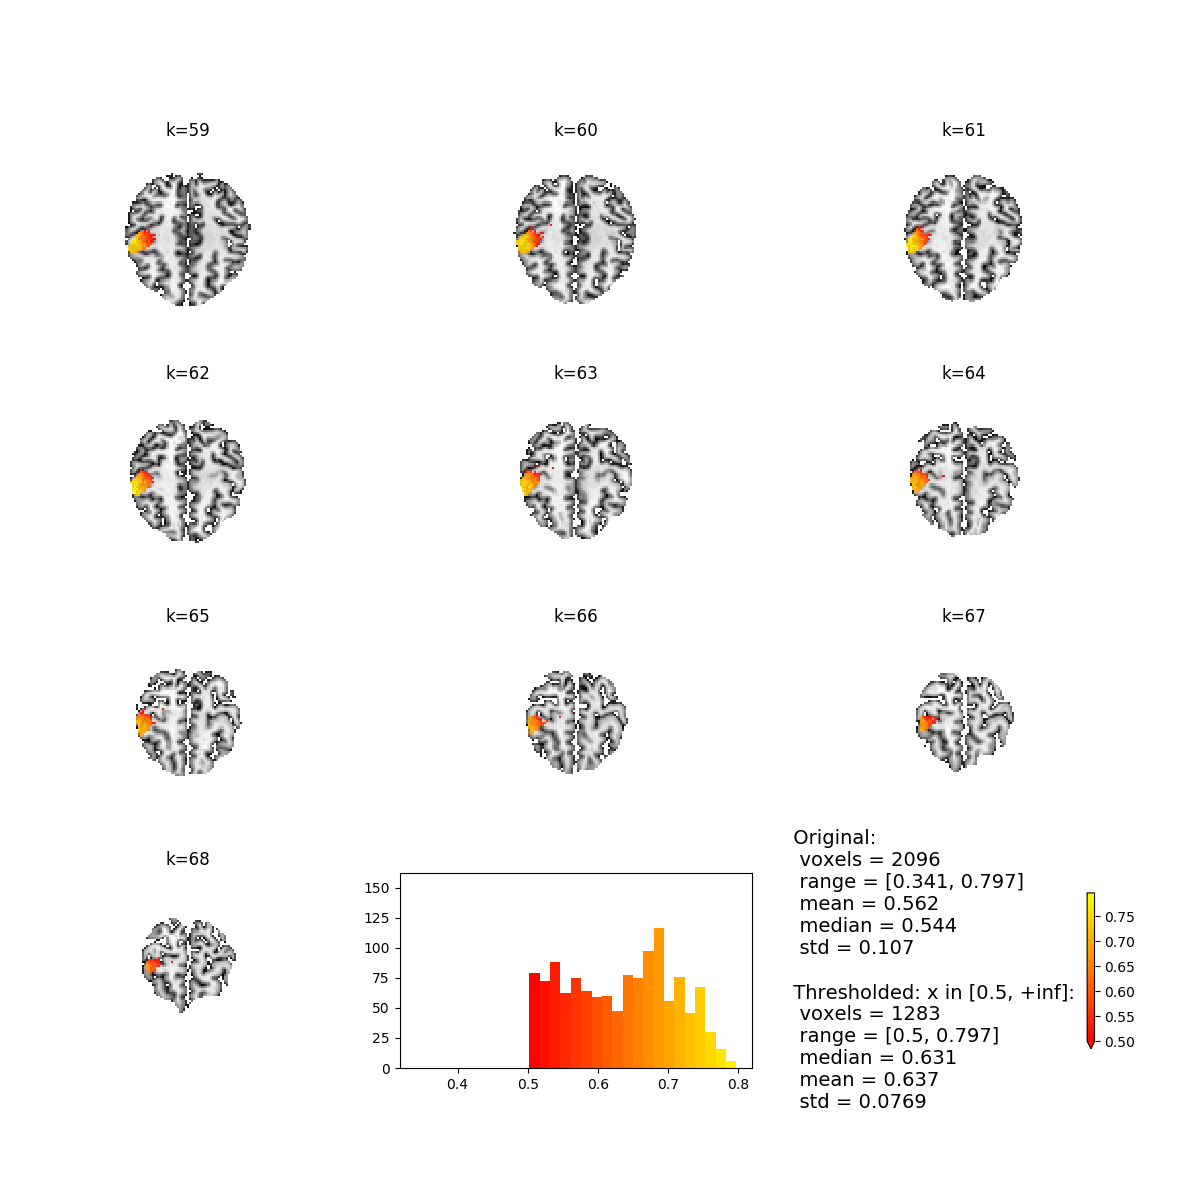 k=59
k=60
k=61
k=62
k=63
k=64
k=65
k=66
k=67
k=68
150
125
100
75
50
25
0
0.4
0.5
0.6
0.7
0.8
Original:
voxels = 2096
range = [0.341, 0.797]
mean = 0.562
median = 0.544
std = 0.107
Thresholded: x in [0.5, +inf]:
voxels = 1283
range = [0.5, 0.797]
median = 0.631
mean = 0.637
std = 0.0769
0.75
0.70
0.65
0.60
0.55
0.50